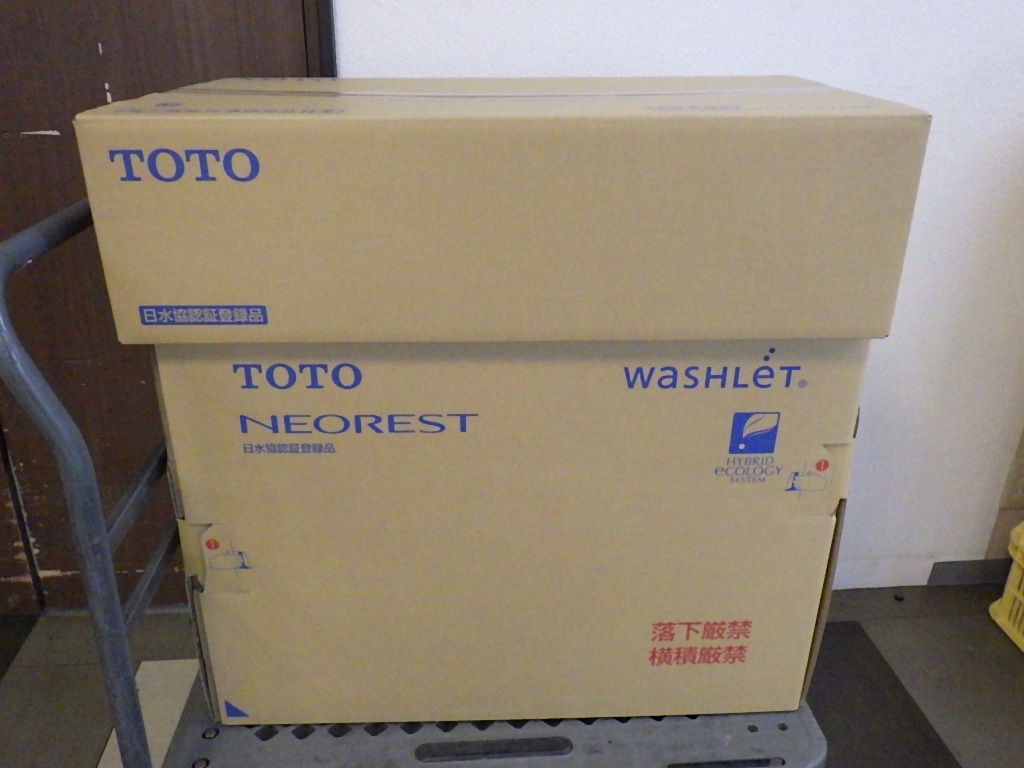 TOTO
日水協認証登録品
TOTO
WASHLET®
NEOREST
日水協認証登録品
HYBRID
eCOLOGY
SYSTEM
落下厳禁
横積厳禁